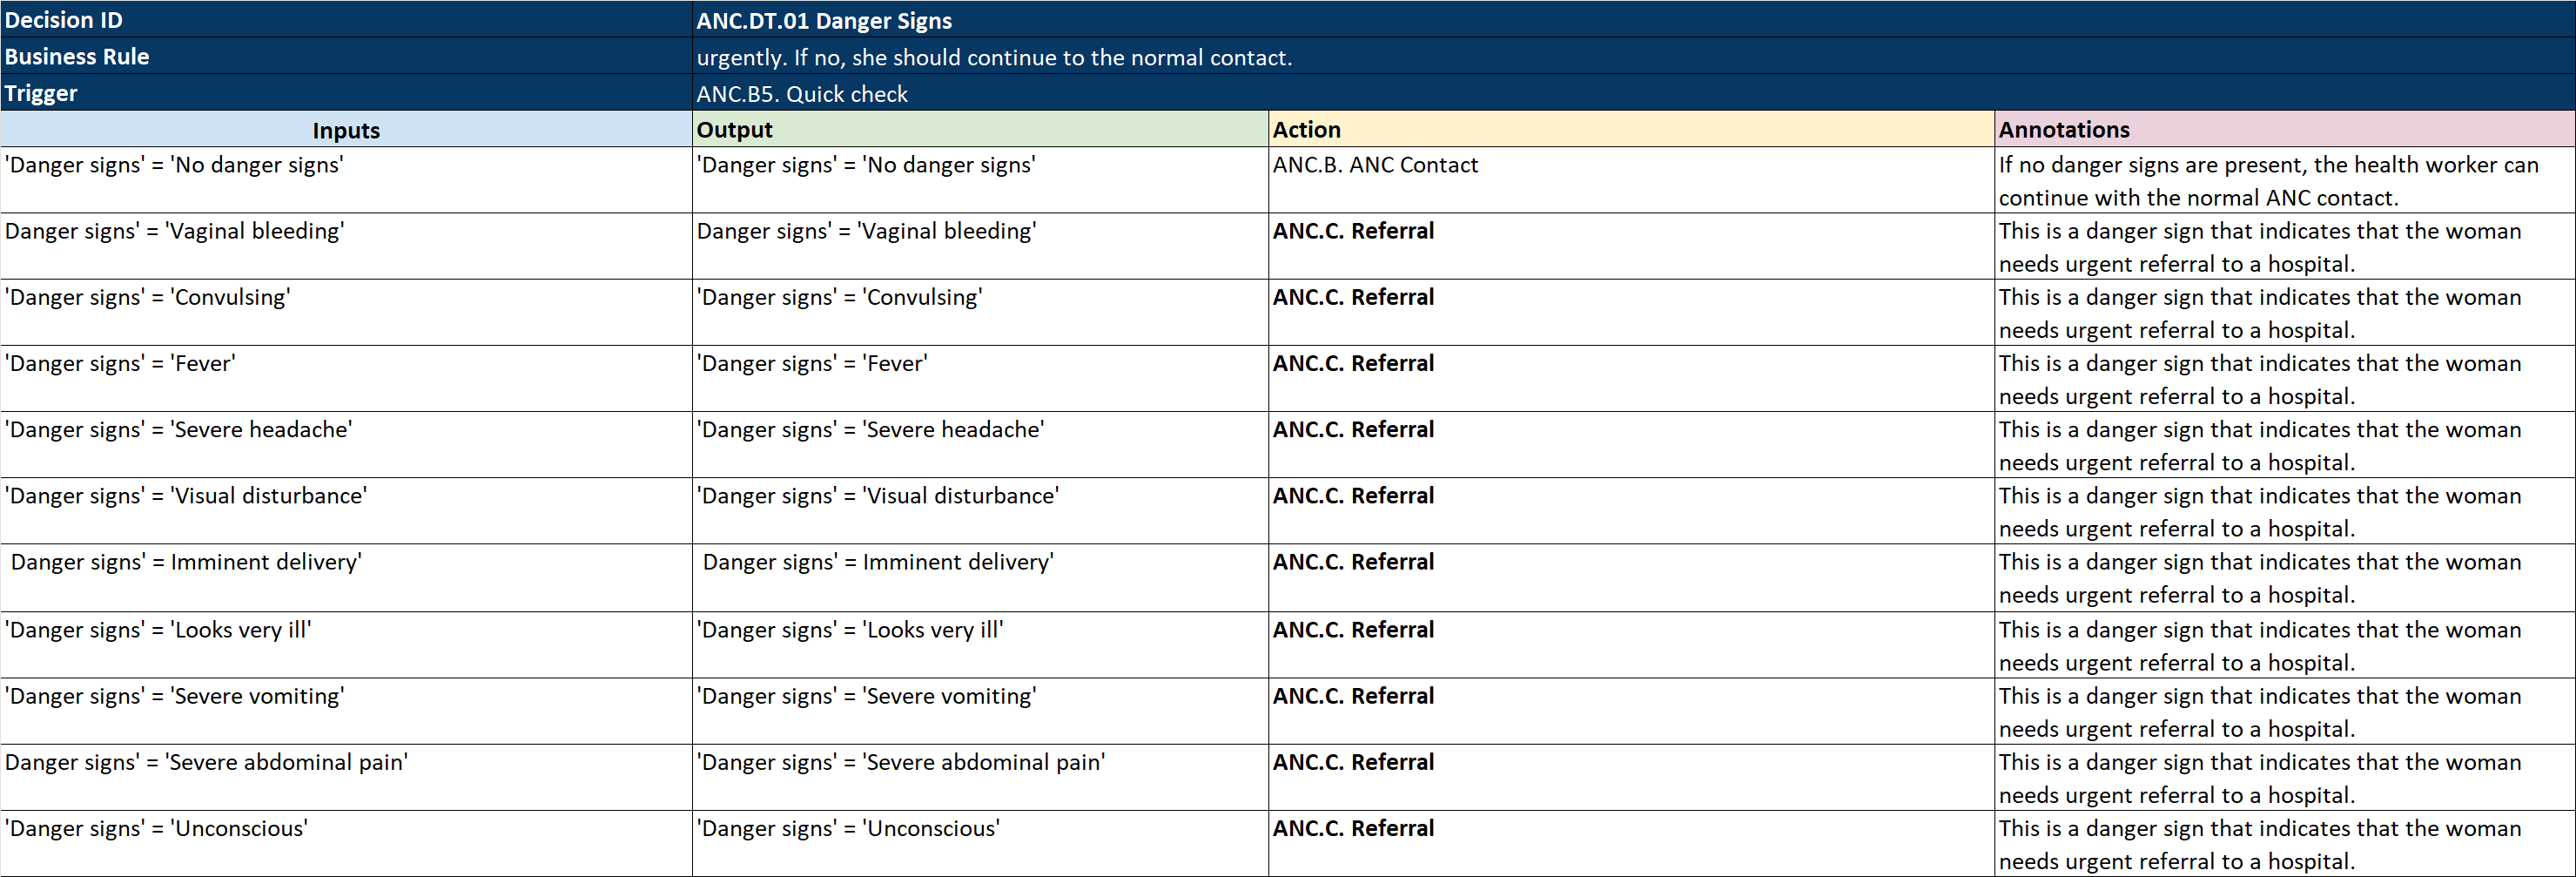 Decision ID ANC.DT.01 Danger Signs
Business Rule urgently. If no, she should continue to the normal contact.
Trigger ANC.B5. Quick check
Inputs Output Action Annotations
'Danger signs' = 'No danger signs' 'Danger signs' = 'No danger signs' ANC.B. ANC Contact If no danger signs are present, the health worker can
continue with the normal ANC contact.
Danger signs' = 'Vaginal bleeding' Danger signs' = 'Vaginal bleeding' ANC.C. Referral This is a danger sign that indicates that the woman
needs urgent referral to a hospital.
'Danger signs' = 'Convulsing' 'Danger signs' = 'Convulsing' ANC.C. Referral This is a danger sign that indicates that the woman
needs urgent referral to a hospital.
'Danger signs' = 'Fever' 'Danger signs' = 'Fever' ANC.C. Referral This is a danger sign that indicates that the woman
needs urgent referral to a hospital.
'Danger signs' = 'Severe headache' 'Danger signs' = 'Severe headache' ANC.C. Referral This is a danger sign that indicates that the woman
needs urgent referral to a hospital.
'Danger signs' = 'Visual disturbance' 'Danger signs' = 'Visual disturbance' ANC.C. Referral This is a danger sign that indicates that the woman
needs urgent referral to a hospital.
Danger signs' = Imminent delivery' Danger signs' = Imminent delivery' ANC.C. Referral This is a danger sign that indicates that the woman
needs urgent referral to a hospital.
'Danger signs' = 'Looks very ill' 'Danger signs' = 'Looks very ill' ANC.C. Referral This is a danger sign that indicates that the woman
needs urgent referral to a hospital.
'Danger signs' = 'Severe vomiting' 'Danger signs' = 'Severe vomiting' ANC.C. Referral This is a danger sign that indicates that the woman
needs urgent referral to a hospital.
Danger signs' = 'Severe abdominal pain' 'Danger signs' = 'Severe abdominal pain' ANC.C. Referral This is a danger sign that indicates that the woman
needs urgent referral to a hospital.
'Danger signs' = 'Unconscious' 'Danger signs' = 'Unconscious' ANC.C. Referral This is a danger sign that indicates that the woman
needs urgent referral to a hospital.